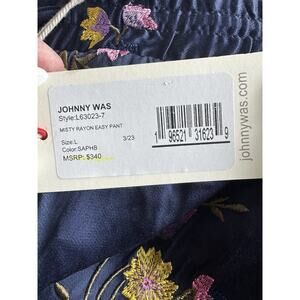 JOHNNY WAS
Style:L63023-7
MISTY RAYON EASY PANT
3/23
Size:L
Color:SAPHB
MSRP: $340
1 96521 31623 9
johnnywas.com